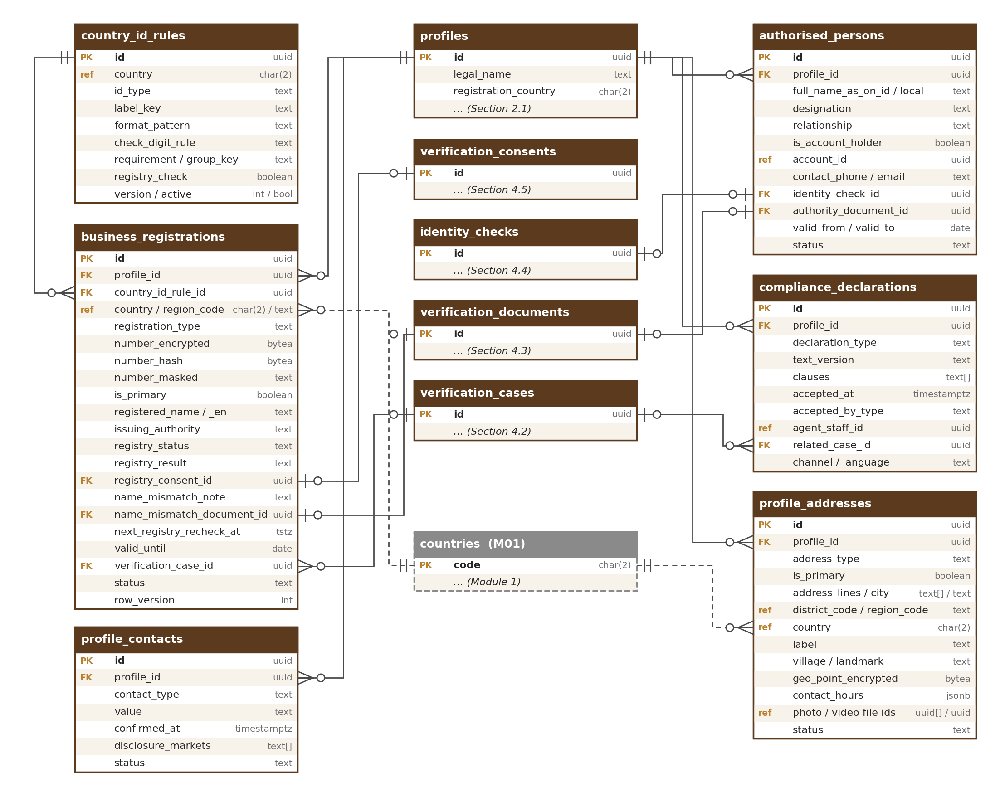 country_id_rules
PK id uuid
ref country char(2)
id_type text
label_key text
format_pattern text
check_digit_rule text
requirement / group_key text
registry_check boolean
version / active int / bool
business_registrations
PK id uuid
FK profile_id uuid
FK country_id_rule_id uuid
ref country / region_code char(2) / text
registration_type text
number_encrypted bytea
number_hash bytea
number_masked text
is_primary boolean
registered_name / _en text
issuing_authority text
registry_status text
registry_result text
FK registry_consent_id uuid
name_mismatch_note text
FK name_mismatch_document_id uuid
next_registry_recheck_at tstz
valid_until date
FK verification_case_id uuid
status text
row_version int
profile_contacts
PK id uuid
FK profile_id uuid
contact_type text
value text
confirmed_at timestamptz
disclosure_markets text[]
status text
profiles
PK id uuid
legal_name text
registration_country char(2)
... (Section 2.1)
verification_consents
PK id uuid
... (Section 4.5)
identity_checks
PK id uuid
... (Section 4.4)
verification_documents
PK id uuid
... (Section 4.3)
verification_cases
PK id uuid
... (Section 4.2)
countries (M01)
PK code char(2)
... (Module 1)
authorised_persons
PK id uuid
FK profile_id uuid
full_name_as_on_id / local text
designation text
relationship text
is_account_holder boolean
ref account_id uuid
contact_phone / email text
FK identity_check_id uuid
FK authority_document_id uuid
valid_from / valid_to date
status text
compliance_declarations
PK id uuid
FK profile_id uuid
declaration_type text
text_version text
clauses text[]
accepted_at timestamptz
accepted_by_type text
ref agent_staff_id uuid
FK related_case_id uuid
channel / language text
profile_addresses
PK id uuid
FK profile_id uuid
address_type text
is_primary boolean
address_lines / city text[] / text
ref district_code / region_code text
ref country char(2)
label text
village / landmark text
geo_point_encrypted bytea
contact_hours jsonb
ref photo / video file ids uuid[] / uuid
status text